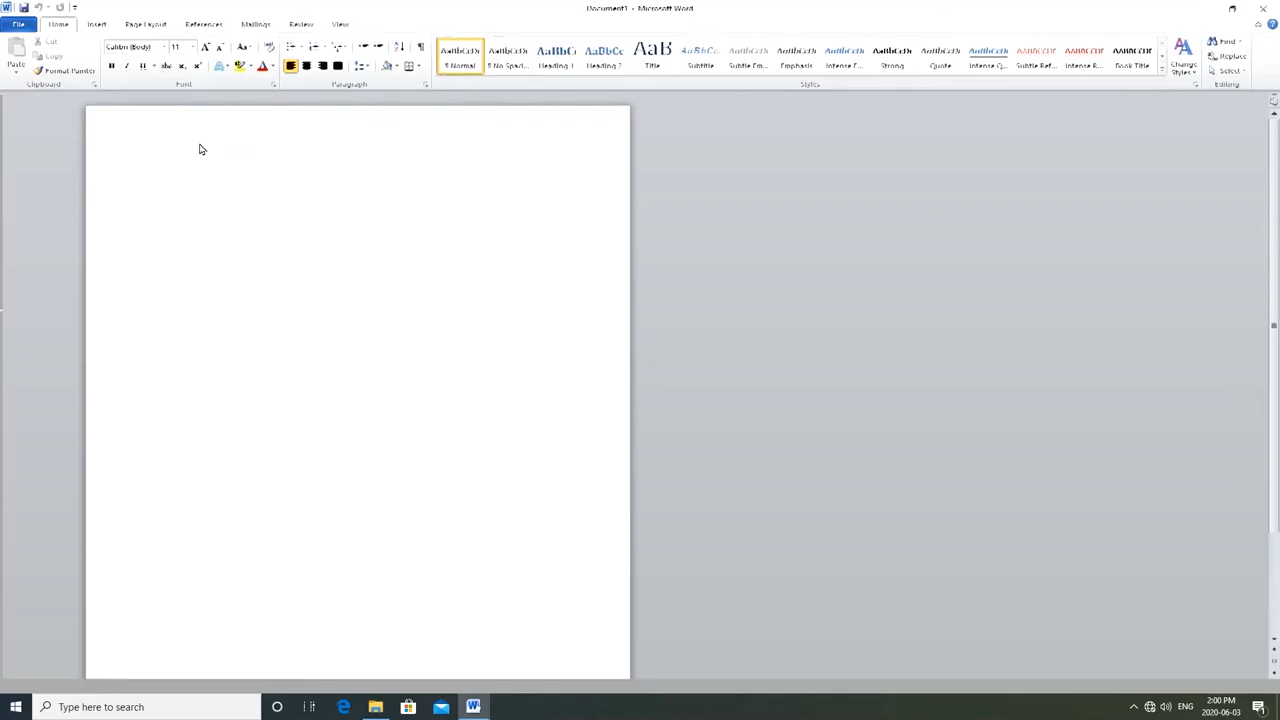 Document1 - Microsoft Word
File Home Insert Page Layout References Mailings Review View
Cut
Copy
Format Painter
Paste
Calibri (Body) 11
AaBbCcDc AaBbCcDc AaBbC AaBbCc AaB AaBbCc. AaBbCcDc AaBbCcDc AaBbCcDc AaBbCcDc AaBbCcDc AaBbCcDc AaBbCcDc AaBbCcDc AaBbCcDc
¶ Normal ¶ No Spaci... Heading 1 Heading 2 Title Subtitle Subtle Em... Emphasis Intense E... Strong Quote Intense Q... Subtle Ref... Intense R... Book Title
Change
Styles
Find
Replace
Select
Clipboard Font Paragraph Styles Editing
Type here to search
ENG
2:00 PM
2020-06-03